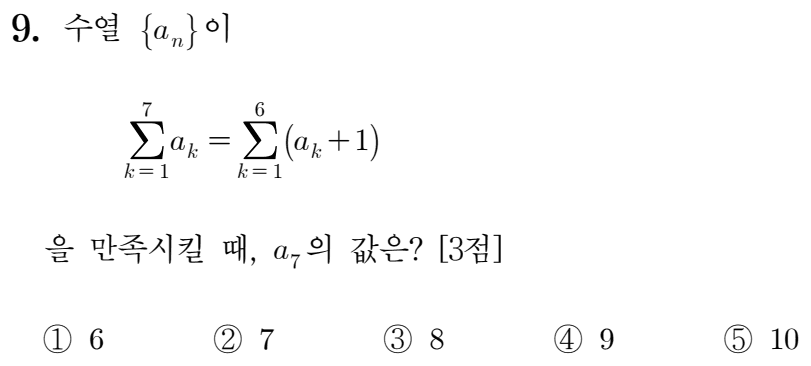 9. 수열 {aₙ}이
∑_{k=1}^{7} a_k = ∑_{k=1}^{6} (a_k+1)
을 만족시킬 때, a₇의 값은? [3점]
① 6 ② 7 ③ 8 ④ 9 ⑤ 10